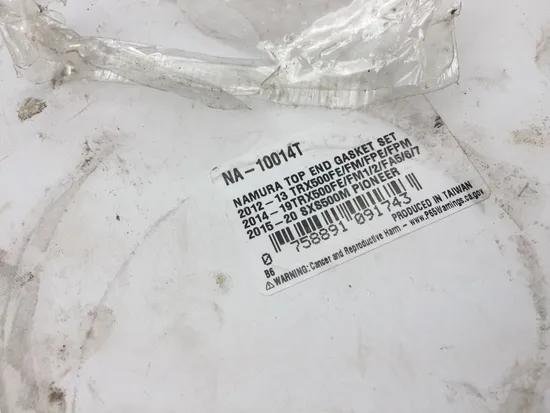 NA-10014T
NAMURA TOP END GASKET SET
2012-13 TRX500FE/FM/FPE/FPM
2014-19TRX500FE/FM1/2/FA5/6/7
2015-20 SXS500M PIONEER
758891 091743
B6
PRODUCED IN TAIWAN
⚠WARNING: Cancer and Reproductive Harm - www.P65Warnings.ca.gov